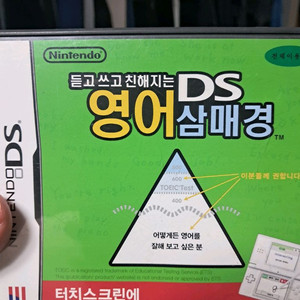 Nintendo
듣고 쓰고 친해지는 DS
영어삼매경
TM
NINTENDO DS
600
TOEIC Test
400
이분들께 권합니다
어떻게든 영어를
잘해 보고 싶은 분
터치스크린에